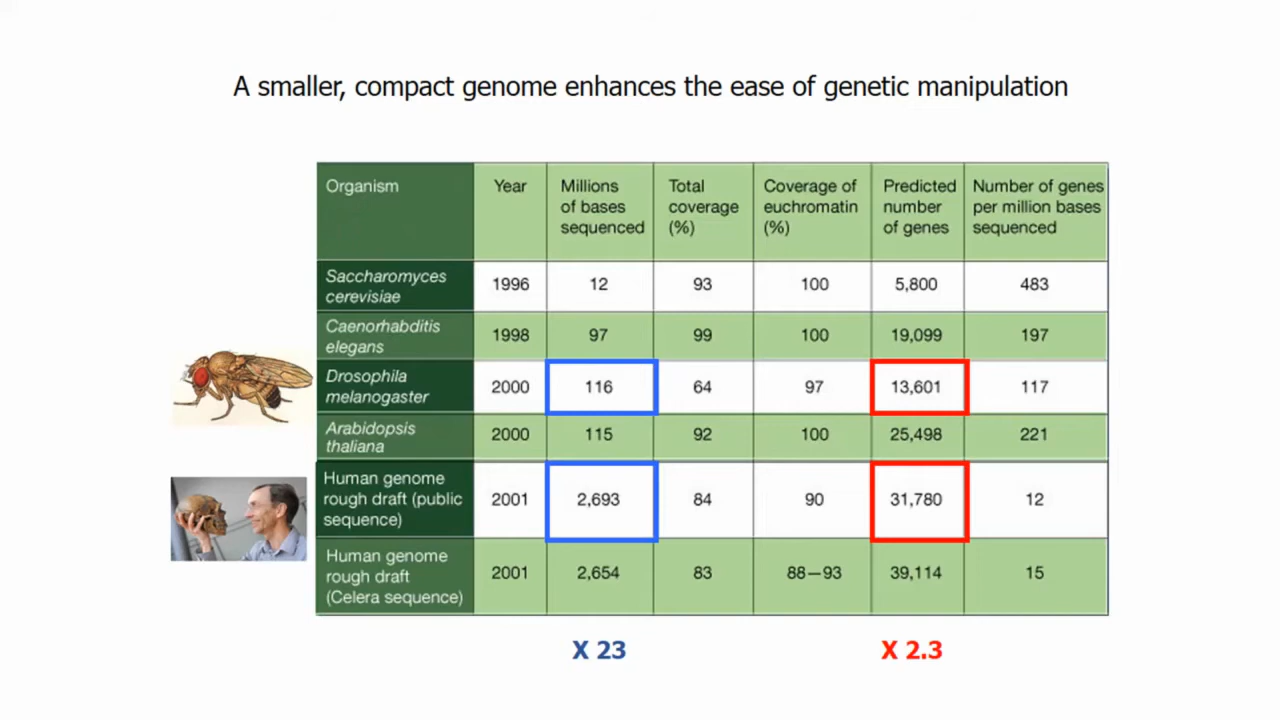 A smaller, compact genome enhances the ease of genetic manipulation
Organism Year Millions of bases sequenced Total coverage (%) Coverage of euchromatin (%) Predicted number of genes Number of genes per million bases sequenced
Saccharomyces cerevisiae 1996 12 93 100 5,800 483
Caenorhabditis elegans 1998 97 99 100 19,099 197
Drosophila melanogaster 2000 116 64 97 13,601 117
Arabidopsis thaliana 2000 115 92 100 25,498 221
Human genome rough draft (public sequence) 2001 2,693 84 90 31,780 12
Human genome rough draft (Celera sequence) 2001 2,654 83 88—93 39,114 15
X 23 X 2.3